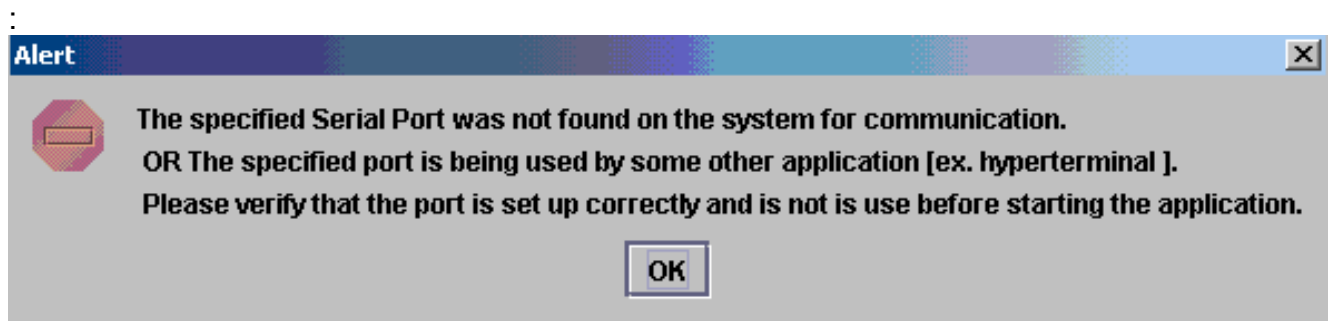 :
Alert
The specified Serial Port was not found on the system for communication.
OR The specified port is being used by some other application [ex. hyperterminal ].
Please verify that the port is set up correctly and is not is use before starting the application.
OK